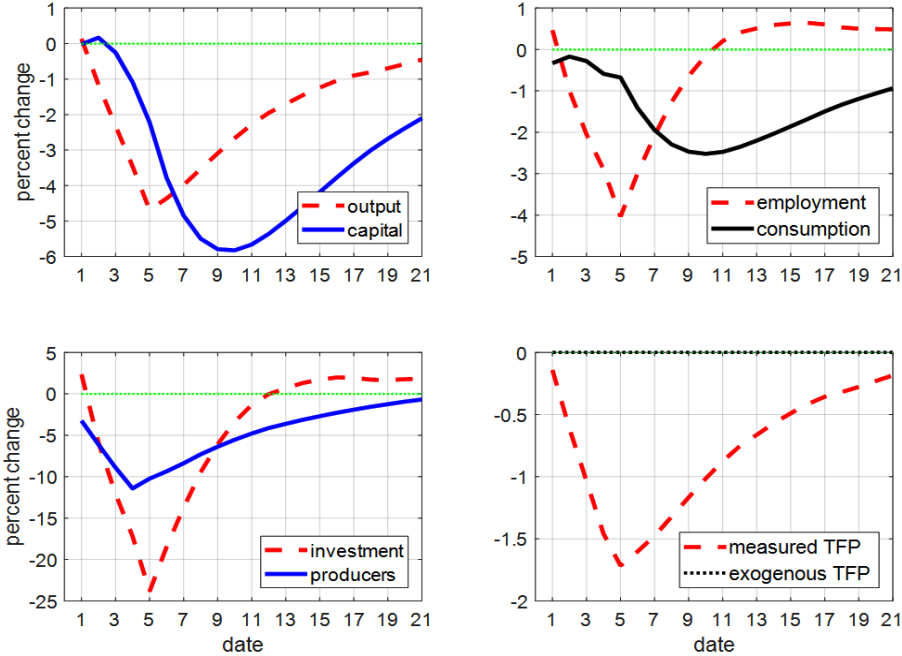 1
0
-1
-2
-3
-4
-5
-6
percent change
output
capital
1 3 5 7 9 11 13 15 17 19 21
1
0
-1
-2
-3
-4
-5
employment
consumption
1 3 5 7 9 11 13 15 17 19 21
5
0
-5
-10
-15
-20
-25
percent change
investment
producers
1 3 5 7 9 11 13 15 17 19 21
date
0
-0.5
-1
-1.5
-2
measured TFP
exogenous TFP
1 3 5 7 9 11 13 15 17 19 21
date